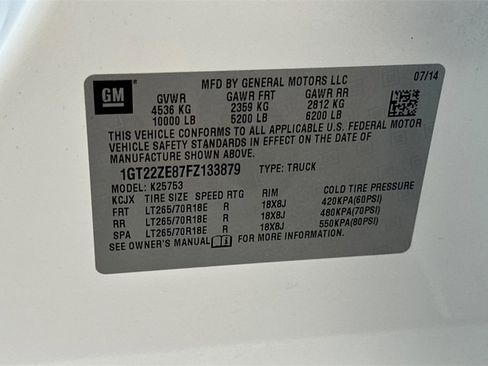 GM
MFD BY GENERAL MOTORS LLC 07/14
GVWR GAWR FRT GAWR RR
4536 KG 2359 KG 2812 KG
10000 LB 5200 LB 6200 LB
THIS VEHICLE CONFORMS TO ALL APPLICABLE U.S. FEDERAL MOTOR
VEHICLE SAFETY STANDARDS IN EFFECT ON THE DATE OF
MANUFACTURE SHOWN ABOVE.
1GT22ZE87FZ133879 TYPE: TRUCK
MODEL: K25753
KCJX TIRE SIZE SPEED RTG RIM COLD TIRE PRESSURE
FRT LT265/70R18E R 18X8J 420KPA(60PSI)
RR LT265/70R18E R 18X8J 480KPA(70PSI)
SPA LT265/70R18E R 18X8J 550KPA(80PSI)
SEE OWNER'S MANUAL FOR MORE INFORMATION.